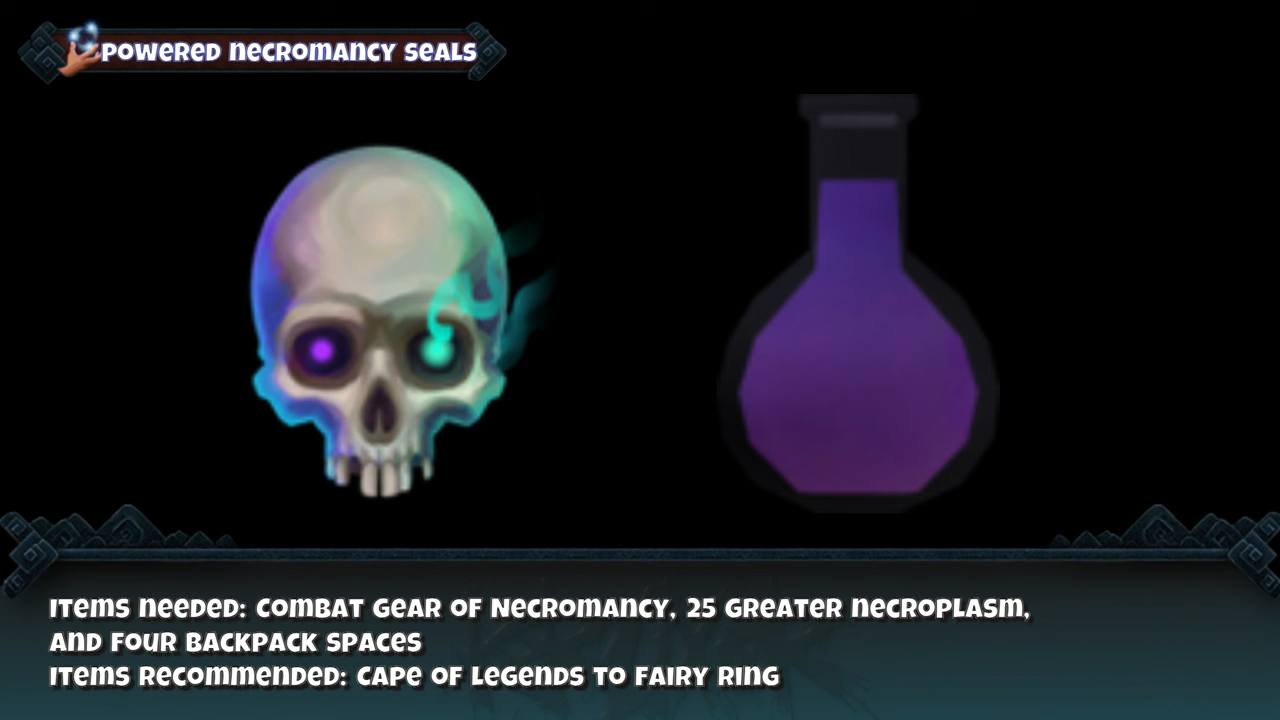 Powered Necromancy Seals
Items needed: Combat gear of Necromancy, 25 greater necroplasm,
and four backpack spaces
Items recommended: Cape of legends to Fairy Ring